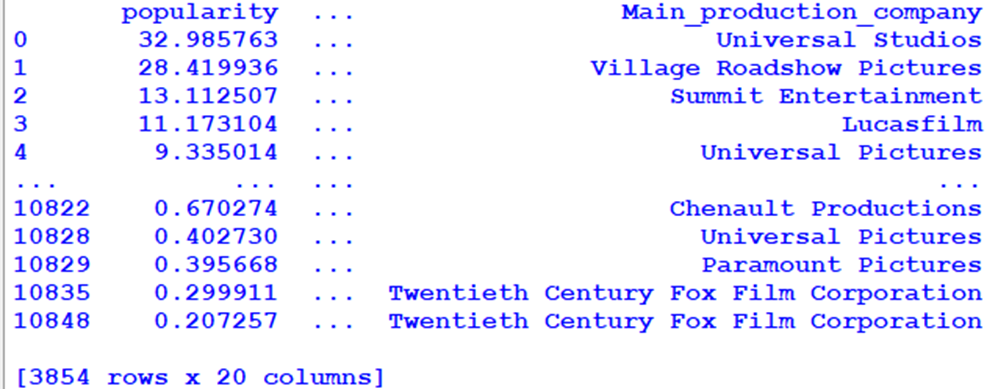 popularity ... Main_production_company
0 32.985763 ... Universal Studios
1 28.419936 ... Village Roadshow Pictures
2 13.112507 ... Summit Entertainment
3 11.173104 ... Lucasfilm
4 9.335014 ... Universal Pictures
... ... ... ...
10822 0.670274 ... Chenault Productions
10828 0.402730 ... Universal Pictures
10829 0.395668 ... Paramount Pictures
10835 0.299911 ... Twentieth Century Fox Film Corporation
10848 0.207257 ... Twentieth Century Fox Film Corporation
[3854 rows x 20 columns]